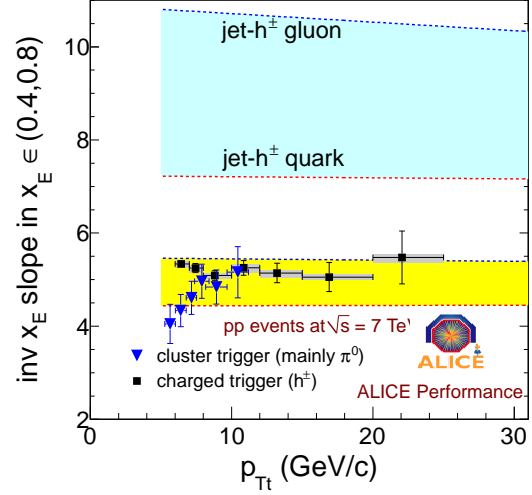 10
8
6
4
2
inv x_E slope in x_E ∈ (0.4,0.8)
jet-h± gluon
jet-h± quark
pp events at √s = 7 TeV
cluster trigger (mainly π⁰)
charged trigger (h±)
ALICE
ALICE Performance
0 10 20 30
p_Tt (GeV/c)